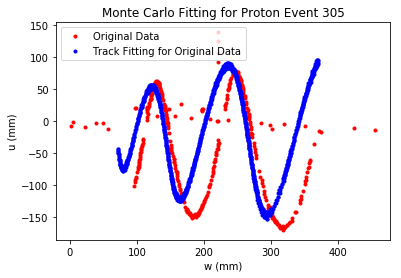 Monte Carlo Fitting for Proton Event 305
Original Data
Track Fitting for Original Data
u (mm)
150
100
50
0
−50
−100
−150
0
100
200
300
400
w (mm)